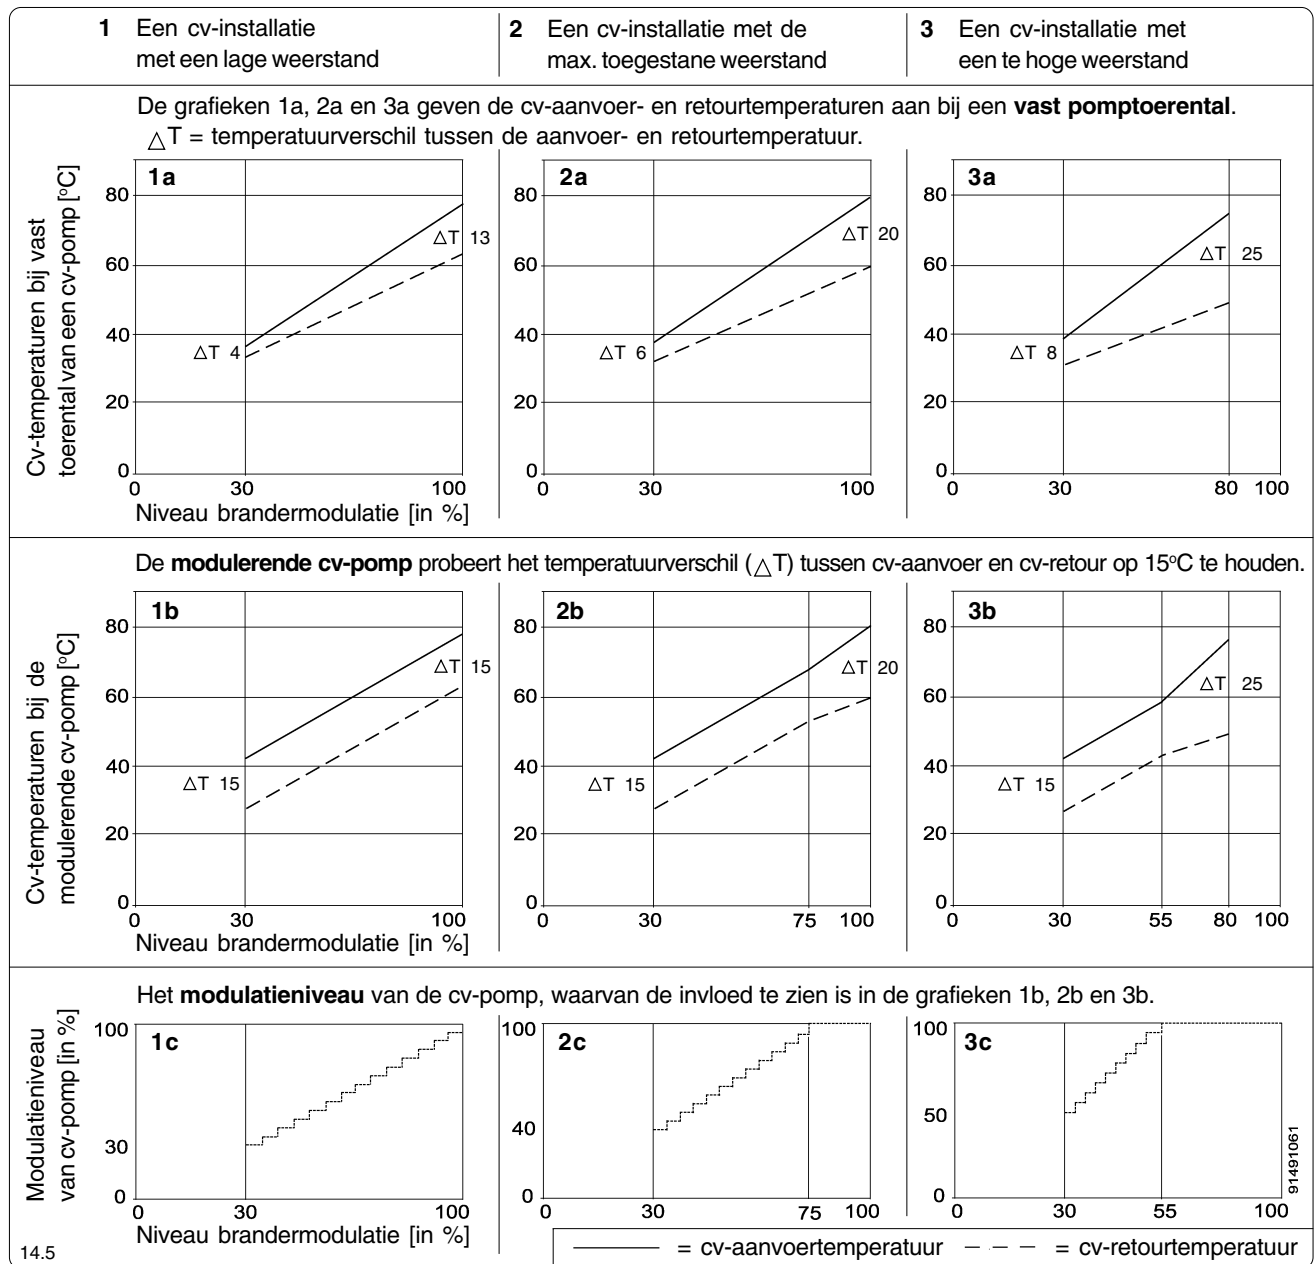 1 Een cv-installatie
met een lage weerstand
2 Een cv-installatie met de
max. toegestane weerstand
3 Een cv-installatie met
een te hoge weerstand
De grafieken 1a, 2a en 3a geven de cv-aanvoer- en retourtemperaturen aan bij een vast pomptoerental.
△T = temperatuurverschil tussen de aanvoer- en retourtemperatuur.
Cv-temperaturen bij vast
toerental van een cv-pomp [°C]
1a
80
60
40
20
0
△T 13
△T 4
0 30 100
Niveau brandermodulatie [in %]
2a
80
60
40
20
0
△T 20
△T 6
0 30 100
3a
80
60
40
20
0
△T 25
△T 8
0 30 80 100
De modulerende cv-pomp probeert het temperatuurverschil (△T) tussen cv-aanvoer en cv-retour op 15°C te houden.
Cv-temperaturen bij de
modulerende cv-pomp [°C]
1b
80
60
40
20
0
△T 15
△T 15
0 30 100
Niveau brandermodulatie [in %]
2b
80
60
40
20
0
△T 20
△T 15
0 30 75 100
3b
80
60
40
20
0
△T 25
△T 15
0 30 55 80 100
Het modulatieniveau van de cv-pomp, waarvan de invloed te zien is in de grafieken 1b, 2b en 3b.
Modulatieniveau
van cv-pomp [in %]
1c
100
30
0
0 30 100
Niveau brandermodulatie [in %]
2c
100
40
0
0 30 75 100
3c
100
50
0
0 30 55 100
91491061
14.5
= cv-aanvoertemperatuur
= cv-retourtemperatuur